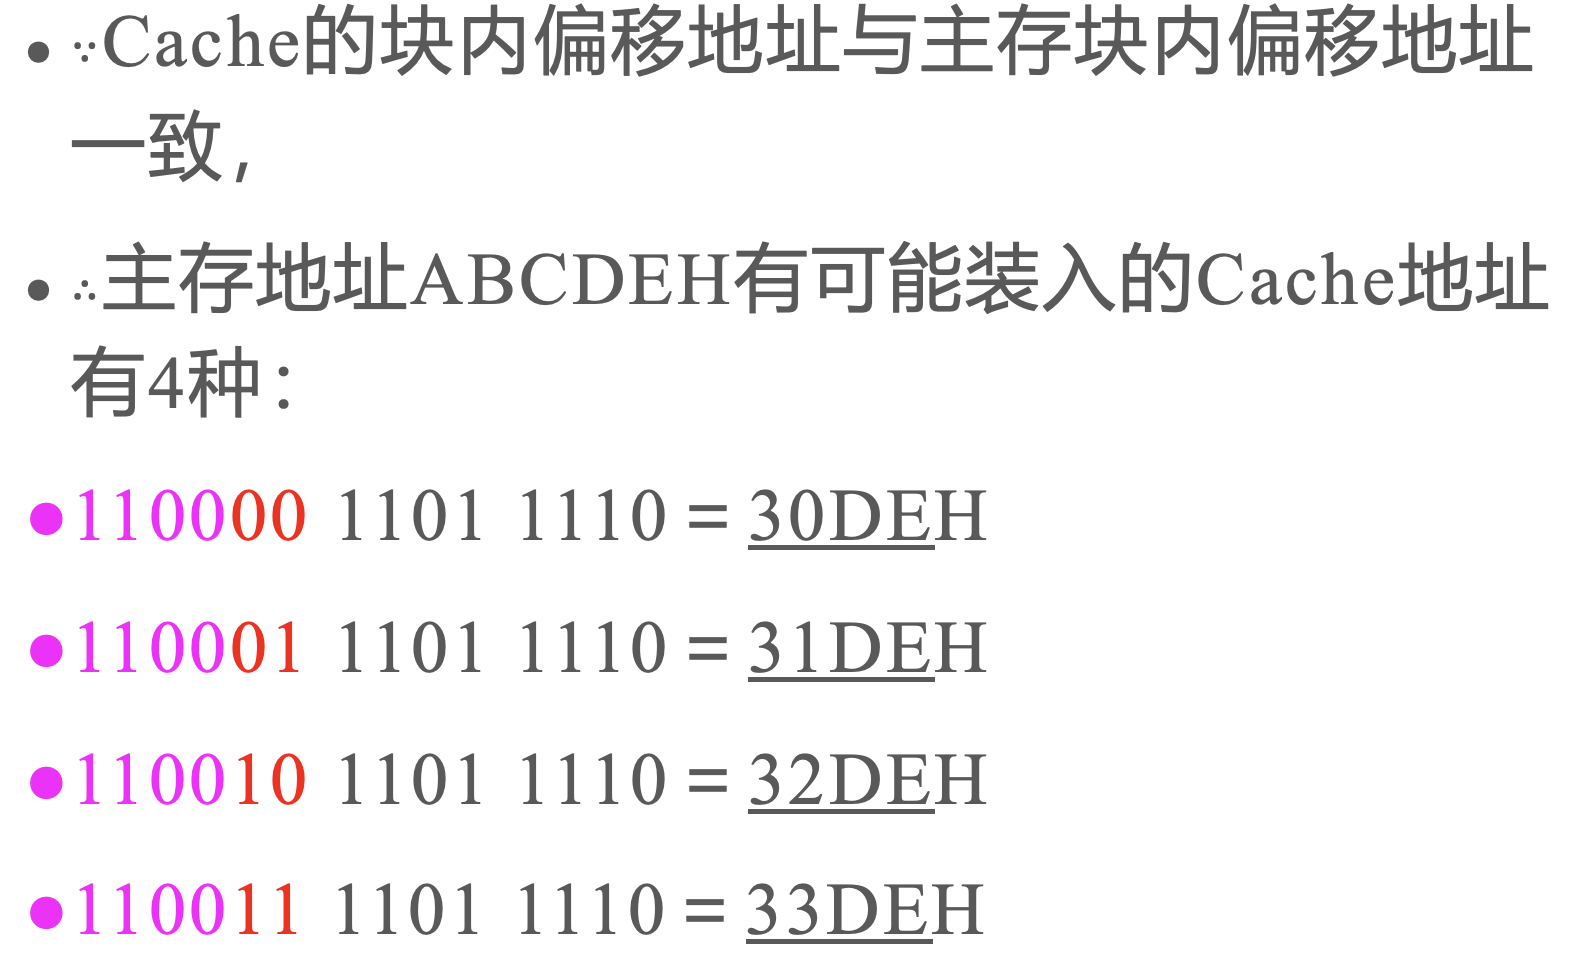 • ∵Cache的块内偏移地址与主存块内偏移地址
一致,
• ∴主存地址ABCDEH有可能装入的Cache地址
有4种：
•110000 1101 1110 = 30DEH
•110001 1101 1110 = 31DEH
•110010 1101 1110 = 32DEH
•110011 1101 1110 = 33DEH